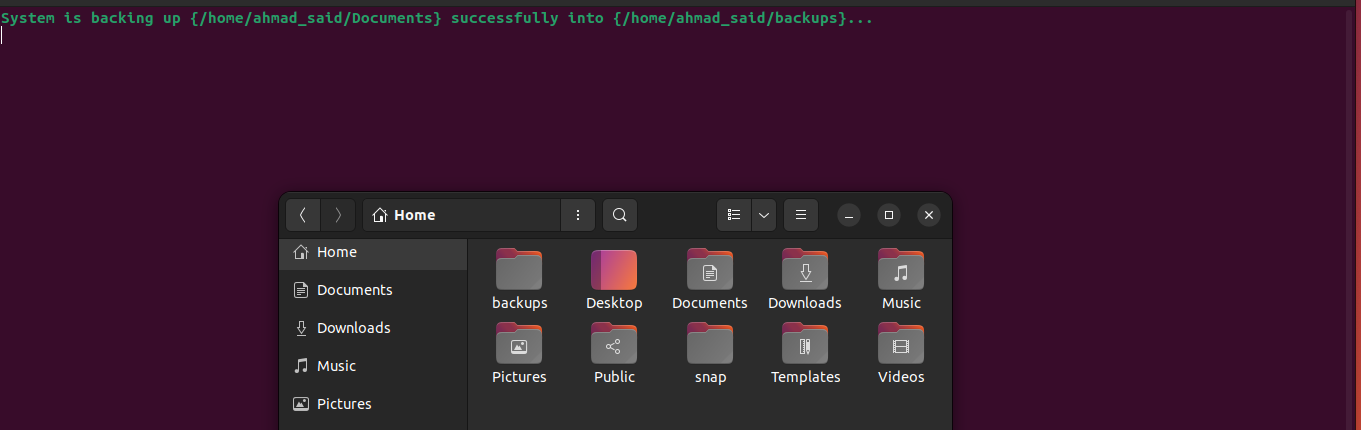 System is backing up {/home/ahmad_said/Documents} successfully into {/home/ahmad_said/backups}...
Home
Home
Documents
Downloads
Music
Pictures
backups Desktop Documents Downloads Music
Pictures Public snap Templates Videos